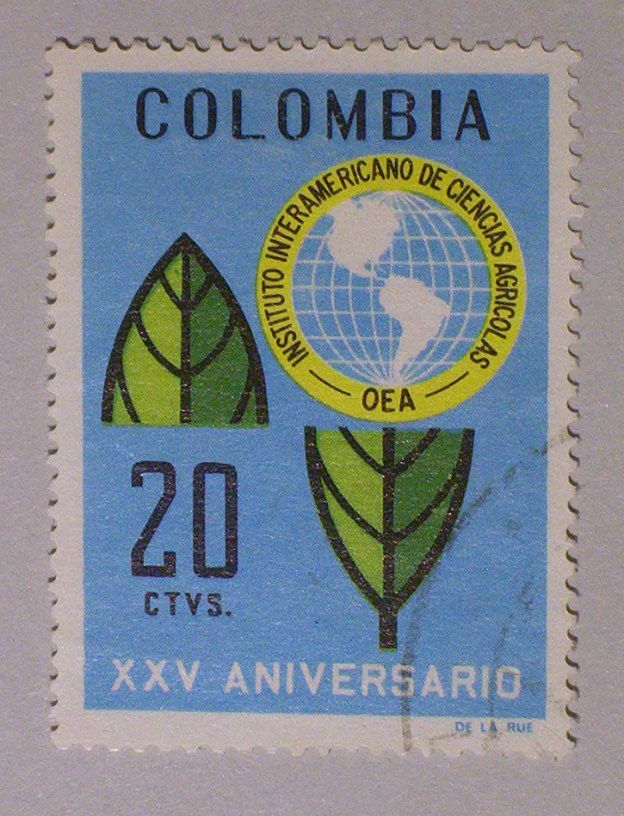 COLOMBIA
INSTITUTO INTERAMERICANO DE CIENCIAS AGRICOLAS
— OEA —
20
CTVS.
XXV ANIVERSARIO
DE LA RUE